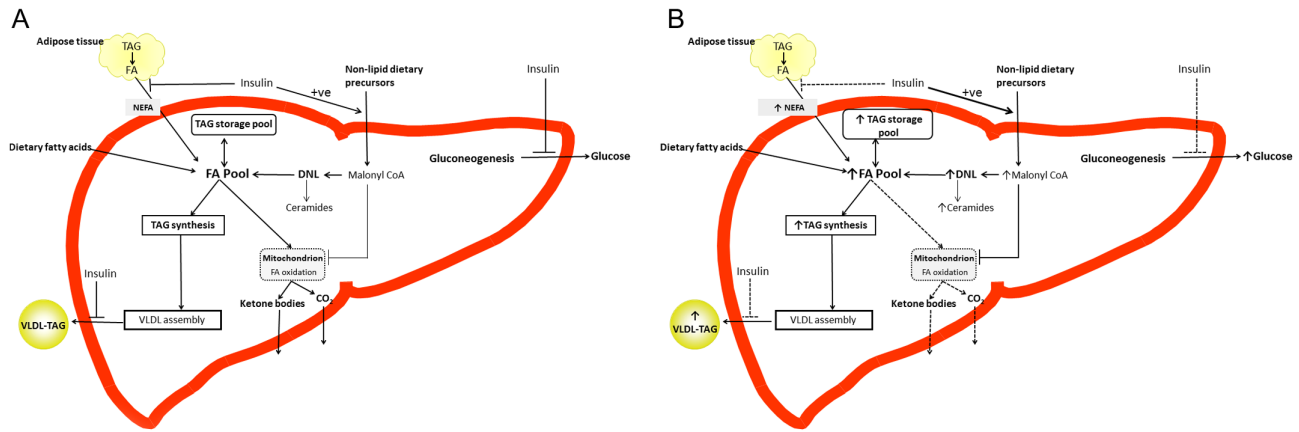 A
Adipose tissue
TAG
FA
Insulin
+ve
Non-lipid dietary
precursors
Insulin
NEFA
TAG storage pool
Dietary fatty acids
Gluconeogenesis
Glucose
FA Pool
DNL
Malonyl CoA
Ceramides
TAG synthesis
Mitochondrion
FA oxidation
Insulin
Ketone bodies
CO2
VLDL-TAG
VLDL assembly
B
Adipose tissue
TAG
FA
Insulin
+ve
Non-lipid dietary
precursors
Insulin
↑ NEFA
↑ TAG storage
pool
Dietary fatty acids
Gluconeogenesis
↑Glucose
↑FA Pool
↑DNL
↑Malonyl CoA
↑Ceramides
↑TAG synthesis
Mitochondrion
FA oxidation
Insulin
Ketone bodies
CO2
↑
VLDL-TAG
VLDL assembly